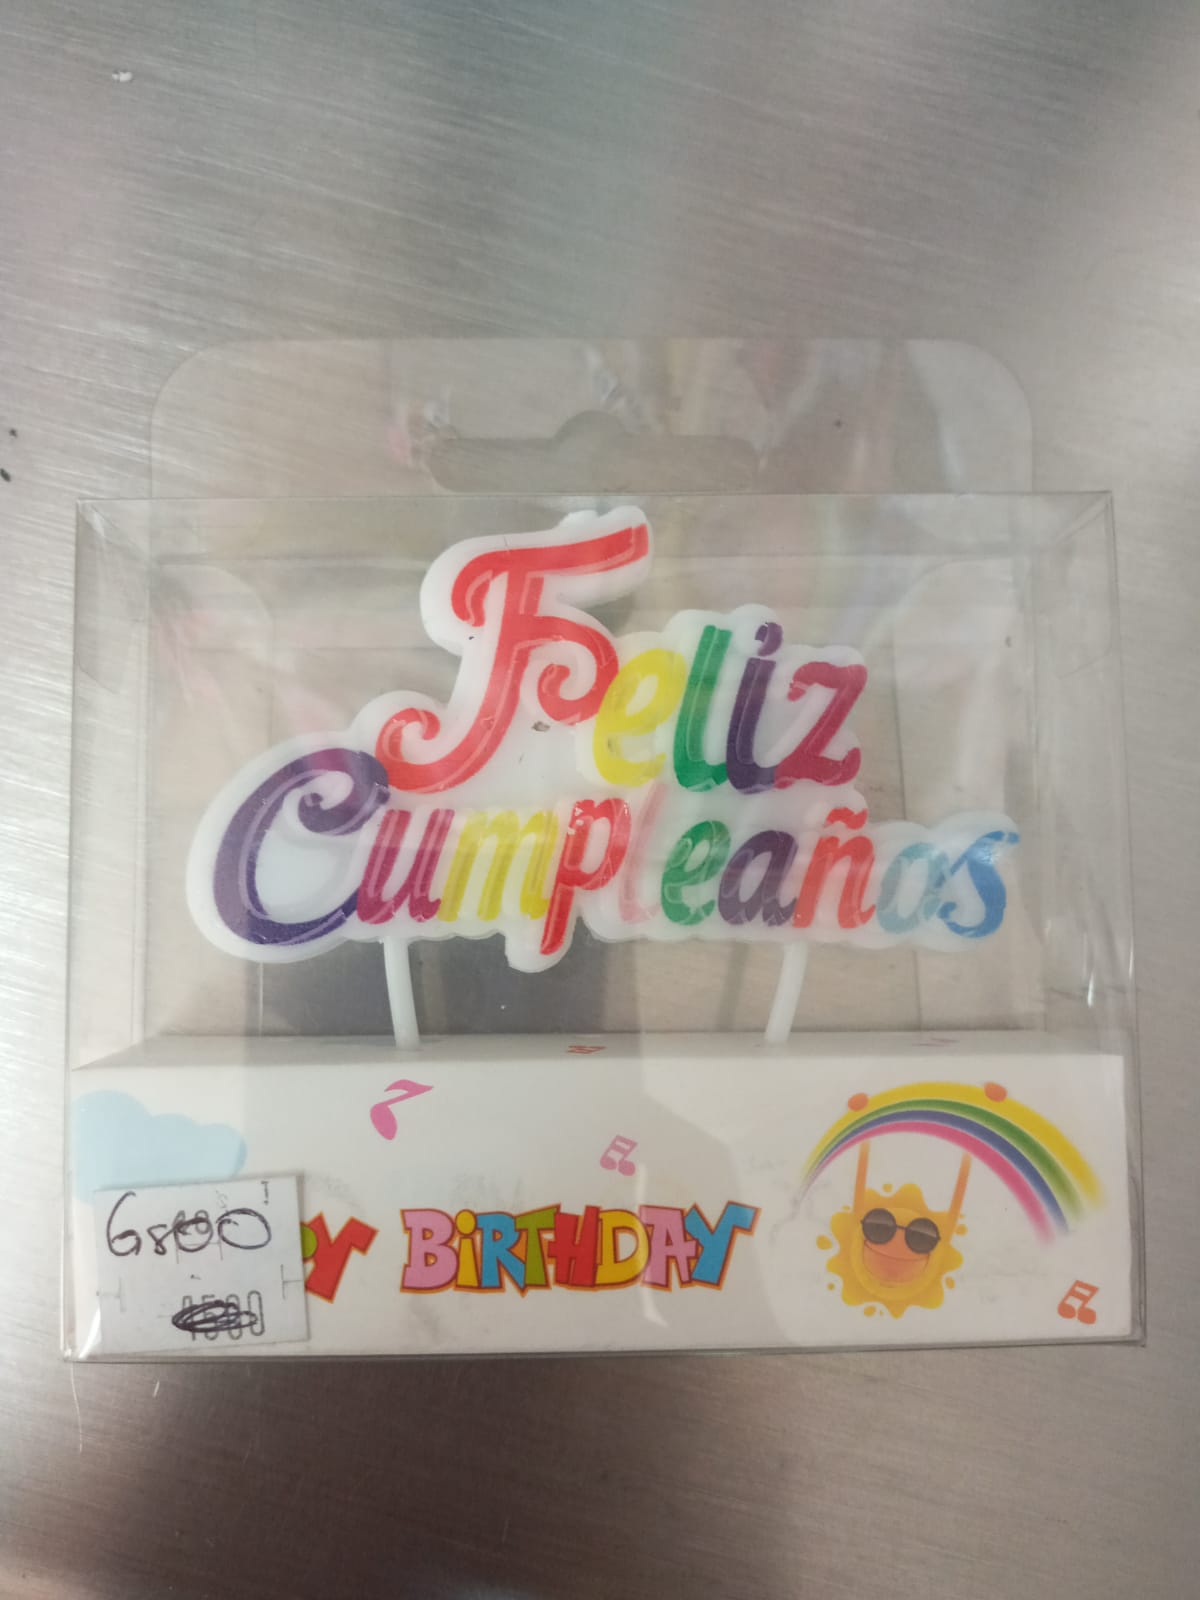 Feliz
Cumpleaños
BiRTHDAY
6800